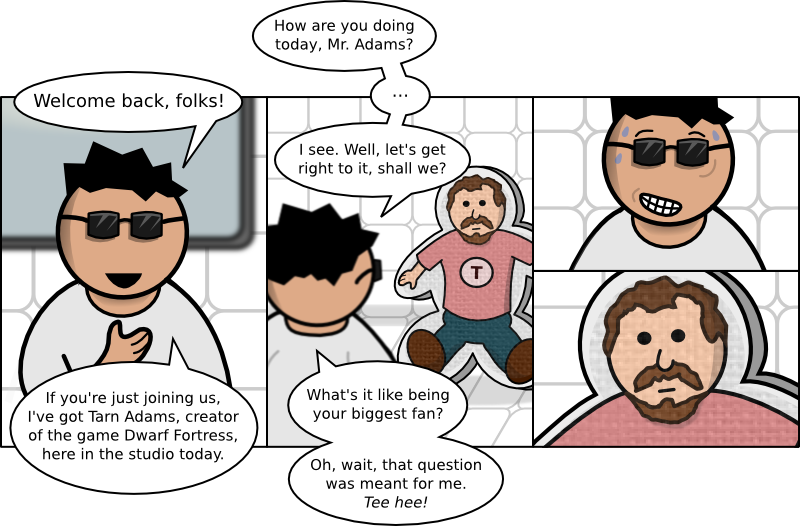 Welcome back, folks!
If you're just joining us,
I've got Tarn Adams, creator
of the game Dwarf Fortress,
here in the studio today.
How are you doing
today, Mr. Adams?
...
I see. Well, let's get
right to it, shall we?
T
What's it like being
your biggest fan?
Oh, wait, that question
was meant for me.
Tee hee!